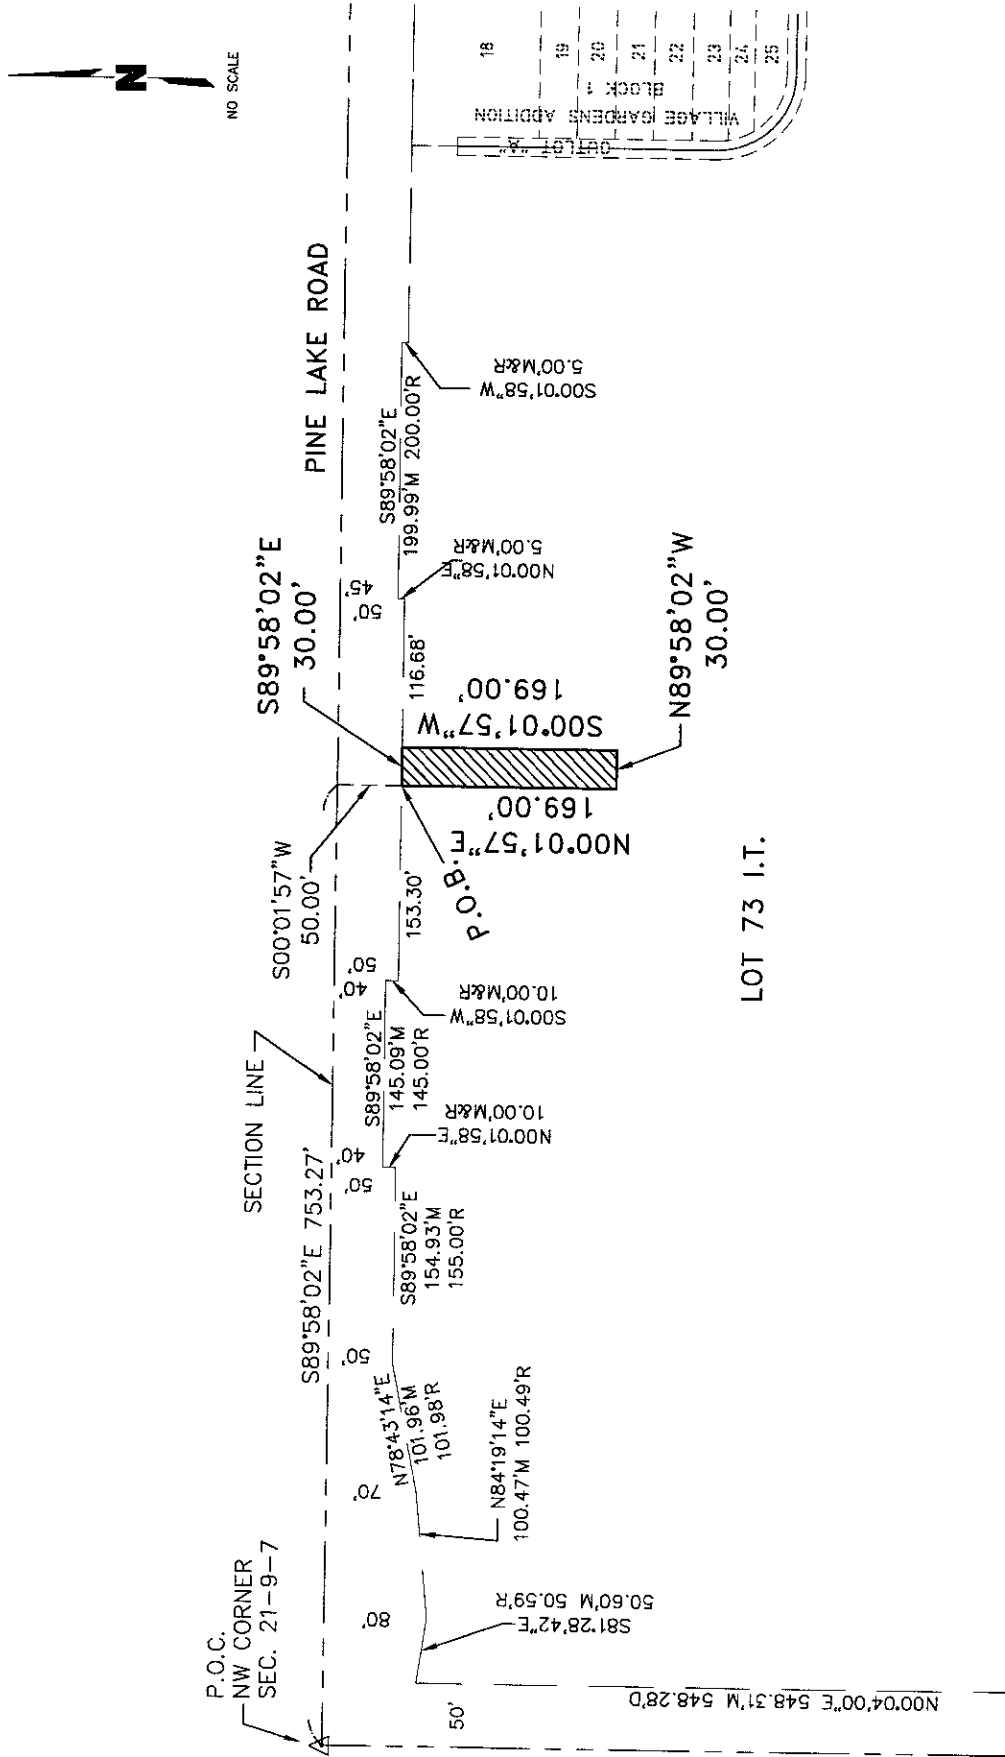 N
NO SCALE
P.O.C.
NW CORNER
SEC. 21-9-7
S89°58'02"E 753.27'
SECTION LINE
S00°01'57"W
50.00'
S89°58'02"E
30.00'
PINE LAKE ROAD
50'
80'
70'
50'
50'
40'
40'
50'
50'
45'
S81°28'42"E
50.60'M 50.59'R
N84°19'14"E
100.47'M 100.49'R
N78°43'14"E
101.96'M
101.98'R
S89°58'02"E
154.93'M
155.00'R
N00°01'58"E
10.00'M&R
S89°58'02"E
145.09'M
145.00'R
S00°01'58"W
10.00'M&R
153.30'
P.O.B.
N00°01'57"E
169.00'
S00°01'57"W
169.00'
116.68'
N00°01'58"E
5.00'M&R
S89°58'02"E
199.99'M 200.00'R
S00°01'58"W
5.00'M&R
N89°58'02"W
30.00'
LOT 73 I.T.
N00°04'00"E 548.31'M 548.28'D
OUTLOT "A"
VILLAGE GARDENS ADDITION
BLOCK 1
18
19
20
21
22
23
24
25